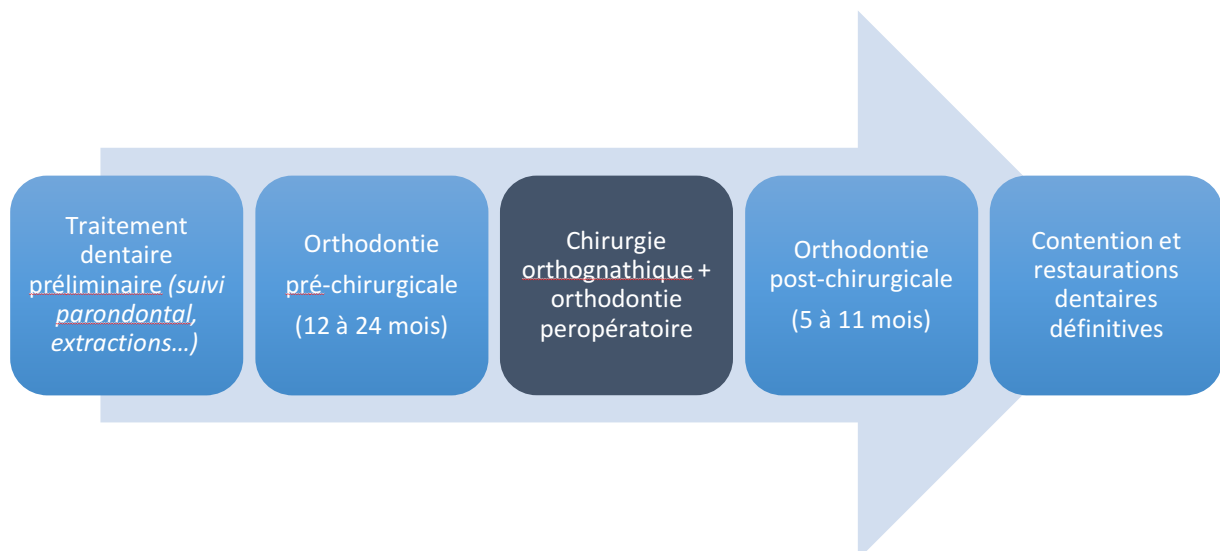 Traitement
dentaire
préliminaire (suivi
parondontal,
extractions…)
Orthodontie
pré-chirurgicale
(12 à 24 mois)
Chirurgie
orthognathique +
orthodontie
peropératoire
Orthodontie
post-chirurgicale
(5 à 11 mois)
Contention et
restaurations
dentaires
définitives